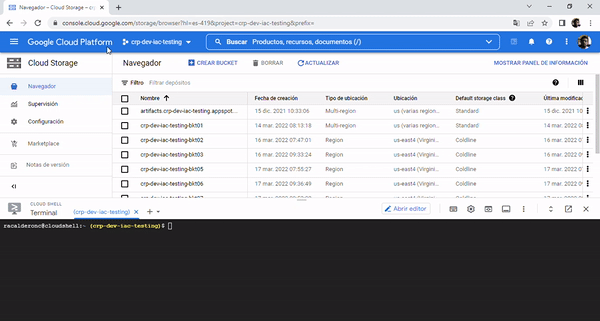 Navegador – Cloud Storage – crp-
console.cloud.google.com/storage/browser?hl=es-419&project=crp-dev-iac-testing&prefix=
Google Cloud Platform crp-dev-iac-testing Buscar Productos, recursos, documentos (/)
Cloud Storage Navegador CREAR BUCKET BORRAR ACTUALIZAR MOSTRAR PANEL DE INFORMACIÓN
Navegador
Supervisión
Configuración
Marketplace
Notas de versión
Filtro Filtrar depósitos
Nombre Fecha de creación Tipo de ubicación Ubicación Default storage class Última modificac
artifacts.crp-dev-iac-testing.appspot... 15 dic. 2021 10:33:06 Multi-region us (varias region... Standard 15 dic. 2021 10
crp-dev-iac-testing-bkt01 14 mar. 2022 08:13:18 Multi-region us (varias region... Standard 14 mar. 2022 08
crp-dev-iac-testing-bkt02 16 mar. 2022 07:47:01 Region us-east4 (Virgini... Coldline 16 mar. 2022 0
crp-dev-iac-testing-bkt03 16 mar. 2022 09:33:24 Region us-east4 (Virgini... Coldline 16 mar. 2022 0
crp-dev-iac-testing-bkt05 17 mar. 2022 07:55:27 Region us-east4 (Virgini... Coldline 17 mar. 2022 07
crp-dev-iac-testing-bkt06 17 mar. 2022 09:36:49 Region us-east4 (Virgini... Coldline 17 mar. 2022 09
CLOUD SHELL
Terminal (crp-dev-iac-testing) Abrir editor
racalderonc@cloudshell:~ (crp-dev-iac-testing)$